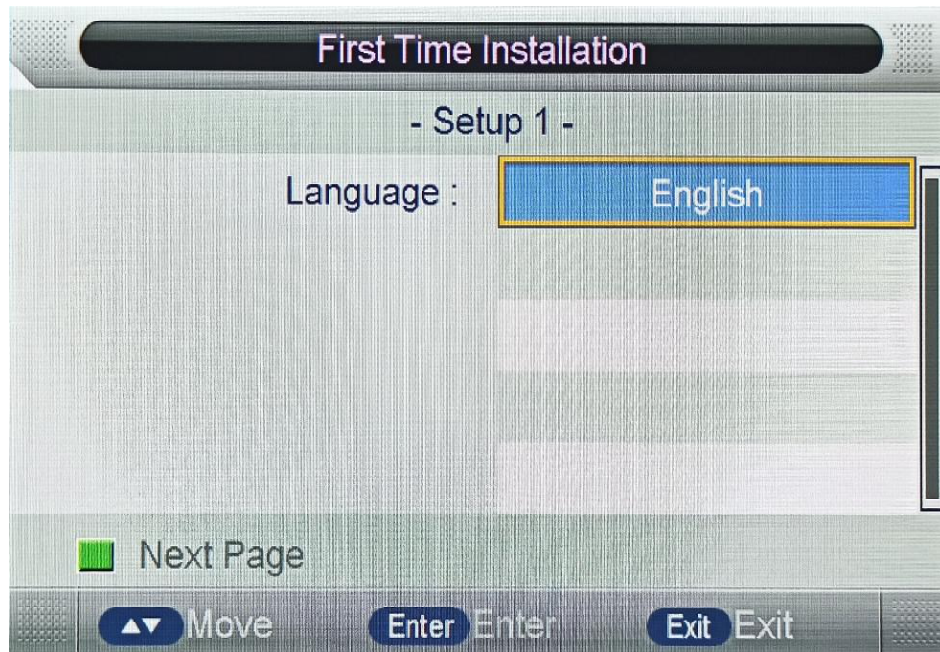 First Time Installation
- Setup 1 -
Language : English
Next Page
▲▼ Move Enter Enter Exit Exit